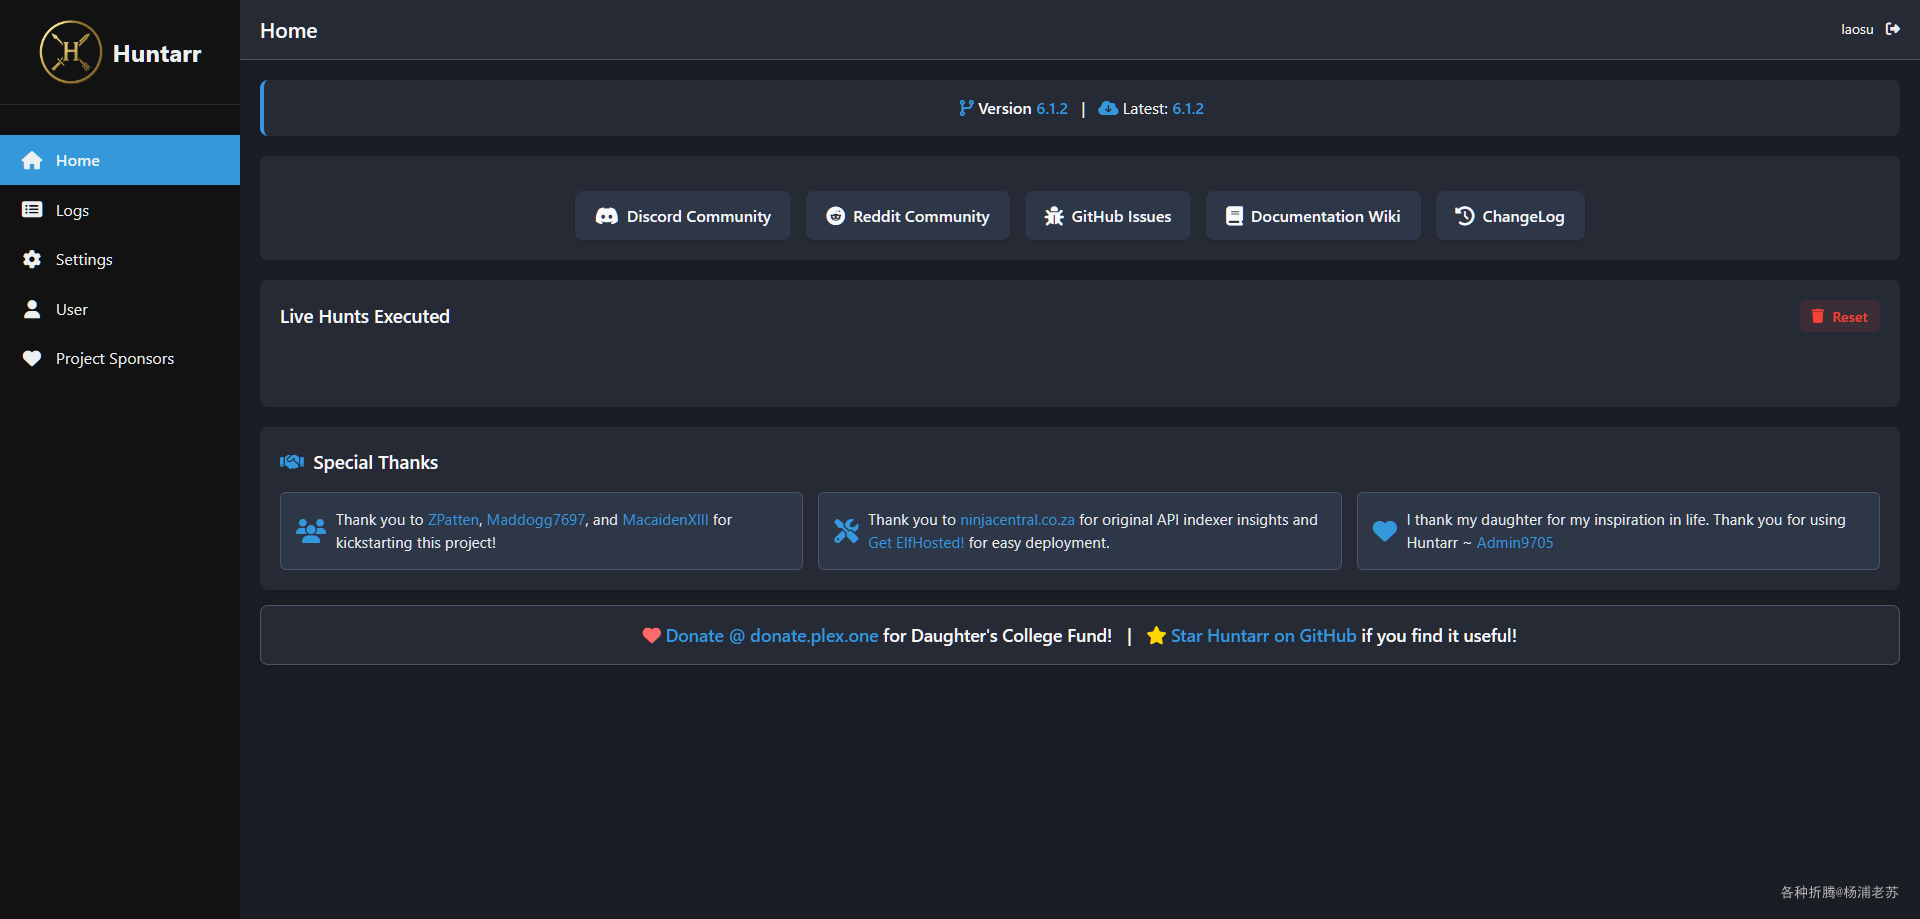 Huntarr
Home
laosu
Home
Logs
Settings
User
Project Sponsors
Version 6.1.2 | Latest: 6.1.2
Discord Community
Reddit Community
GitHub Issues
Documentation Wiki
ChangeLog
Live Hunts Executed
Reset
Special Thanks
Thank you to ZPatten, Maddogg7697, and MacaidenXIII for
kickstarting this project!
Thank you to ninjacentral.co.za for original API indexer insights and
Get ElfHosted! for easy deployment.
I thank my daughter for my inspiration in life. Thank you for using
Huntarr ~ Admin9705
Donate @ donate.plex.one for Daughter's College Fund! | Star Huntarr on GitHub if you find it useful!
各种折腾@杨浦老苏